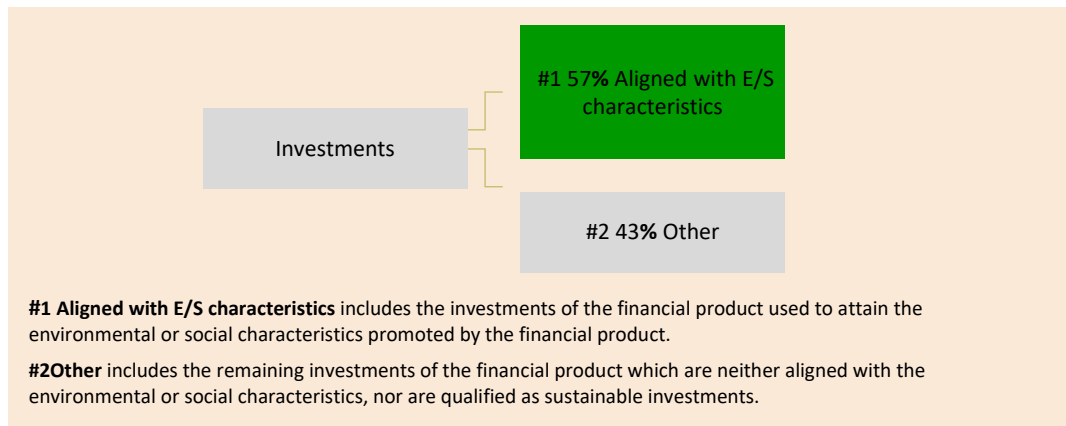 #1 57% Aligned with E/S
characteristics
Investments
#2 43% Other
#1 Aligned with E/S characteristics includes the investments of the financial product used to attain the
environmental or social characteristics promoted by the financial product.
#2Other includes the remaining investments of the financial product which are neither aligned with the
environmental or social characteristics, nor are qualified as sustainable investments.